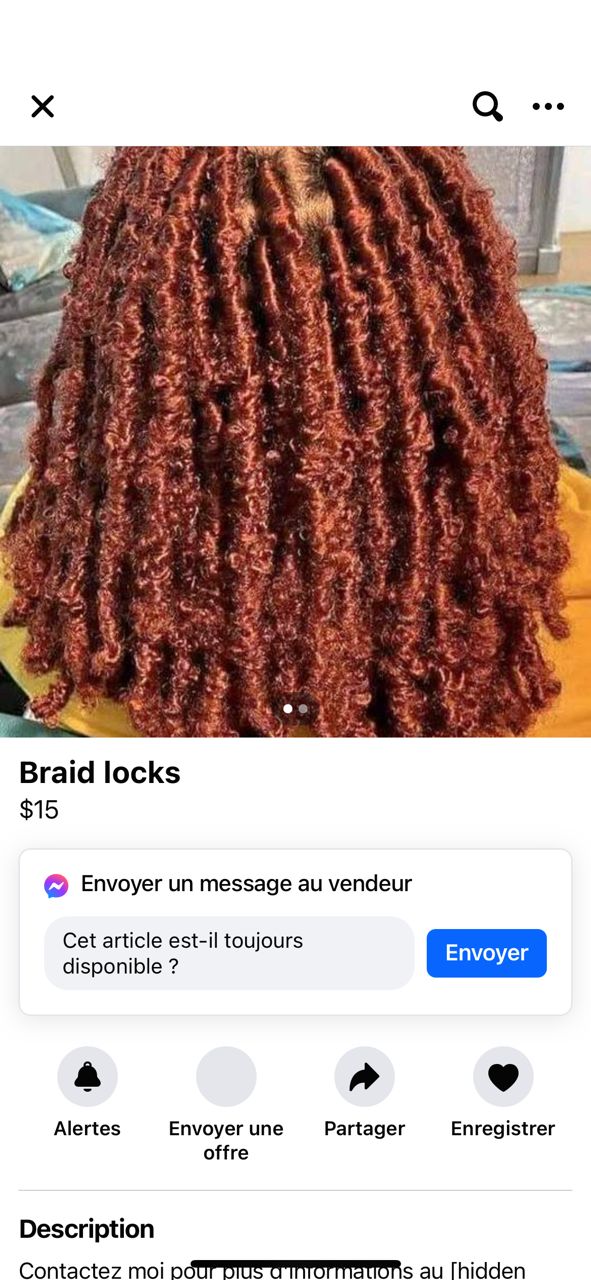 Braid locks
$15
Envoyer un message au vendeur
Cet article est-il toujours
disponible ?
Envoyer
Alertes
Envoyer une
offre
Partager
Enregistrer
Description
Contactez moi pour plus d'informations au [hidden